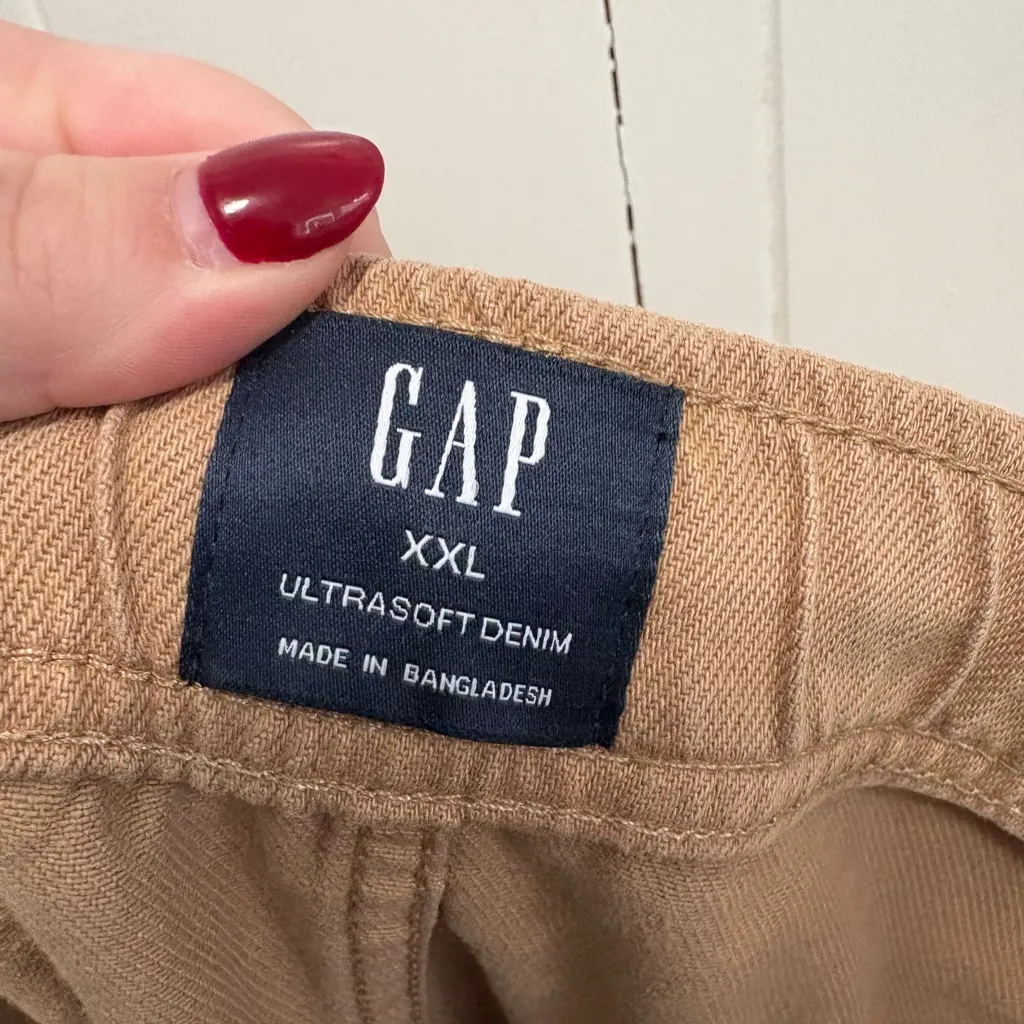 GAP
XXL
ULTRASOFT DENIM
MADE IN BANGLADESH